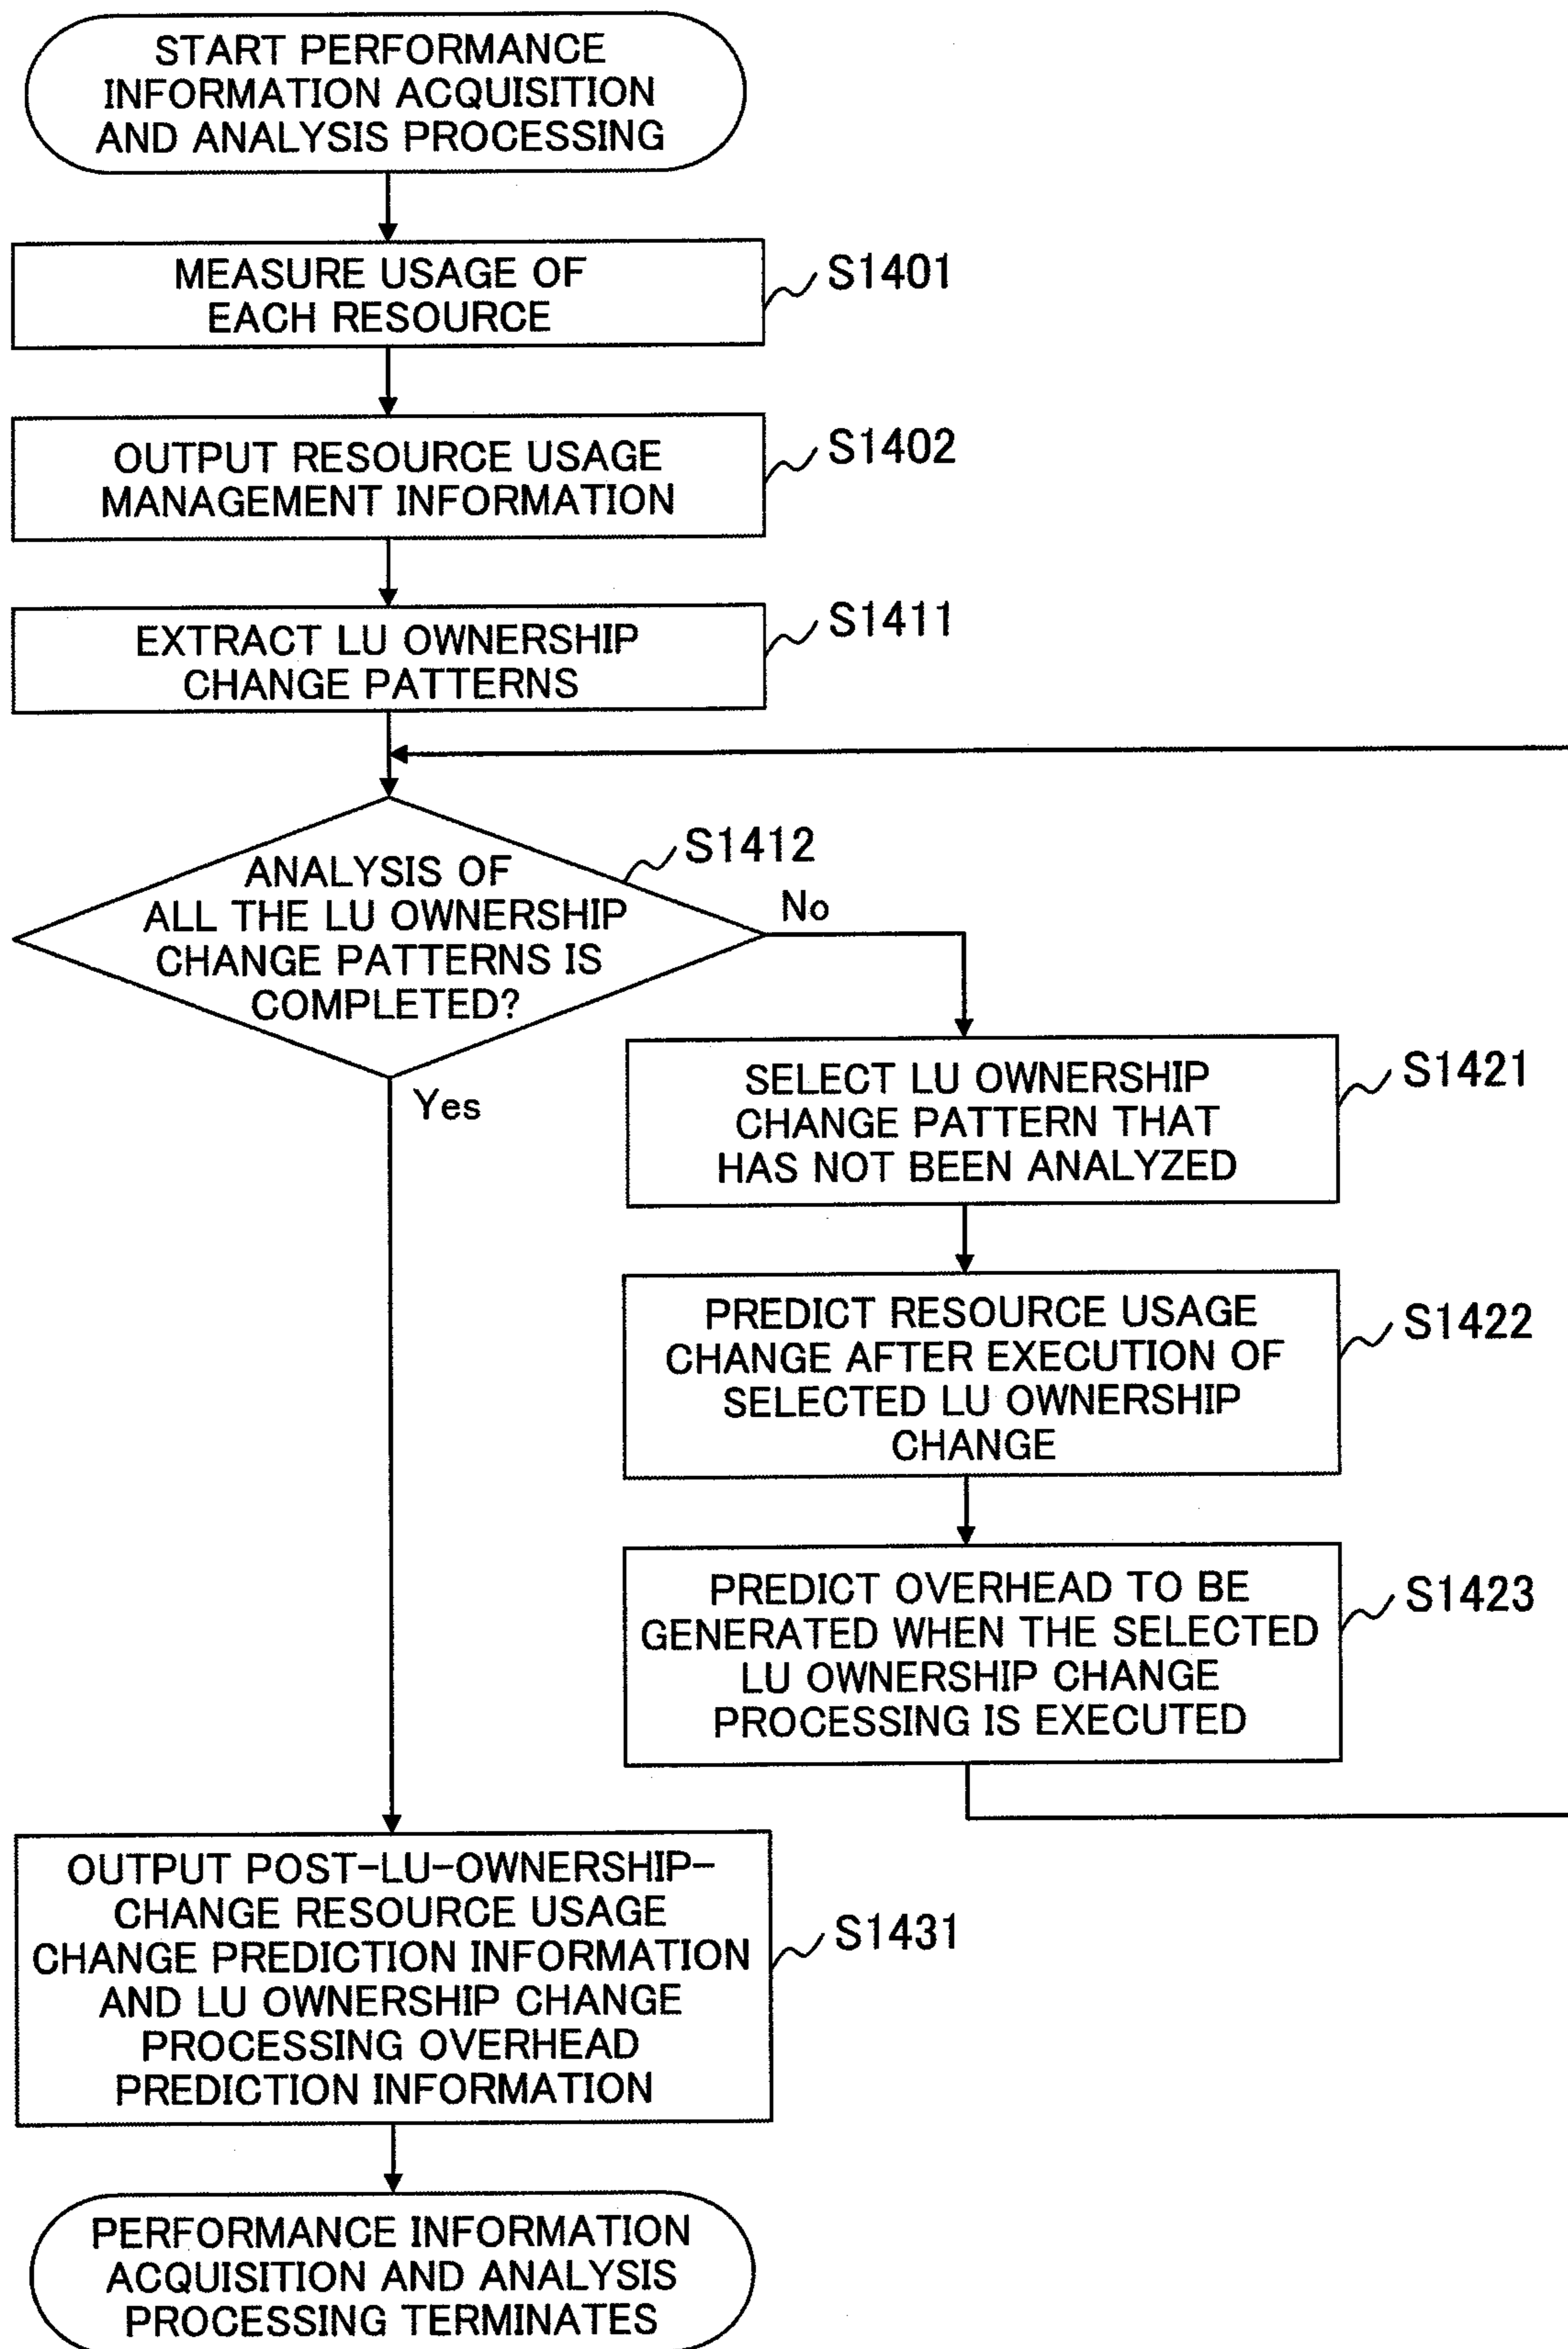 START PERFORMANCE
INFORMATION ACQUISITION
AND ANALYSIS PROCESSING
MEASURE USAGE OF
EACH RESOURCE
S1401
OUTPUT RESOURCE USAGE
MANAGEMENT INFORMATION
S1402
EXTRACT LU OWNERSHIP
CHANGE PATTERNS
S1411
ANALYSIS OF
ALL THE LU OWNERSHIP
CHANGE PATTERNS IS
COMPLETED?
S1412
No
Yes
SELECT LU OWNERSHIP
CHANGE PATTERN THAT
HAS NOT BEEN ANALYZED
S1421
PREDICT RESOURCE USAGE
CHANGE AFTER EXECUTION OF
SELECTED LU OWNERSHIP
CHANGE
S1422
PREDICT OVERHEAD TO BE
GENERATED WHEN THE SELECTED
LU OWNERSHIP CHANGE
PROCESSING IS EXECUTED
S1423
OUTPUT POST-LU-OWNERSHIP-
CHANGE RESOURCE USAGE
CHANGE PREDICTION INFORMATION
AND LU OWNERSHIP CHANGE
PROCESSING OVERHEAD
PREDICTION INFORMATION
S1431
PERFORMANCE INFORMATION
ACQUISITION AND ANALYSIS
PROCESSING TERMINATES